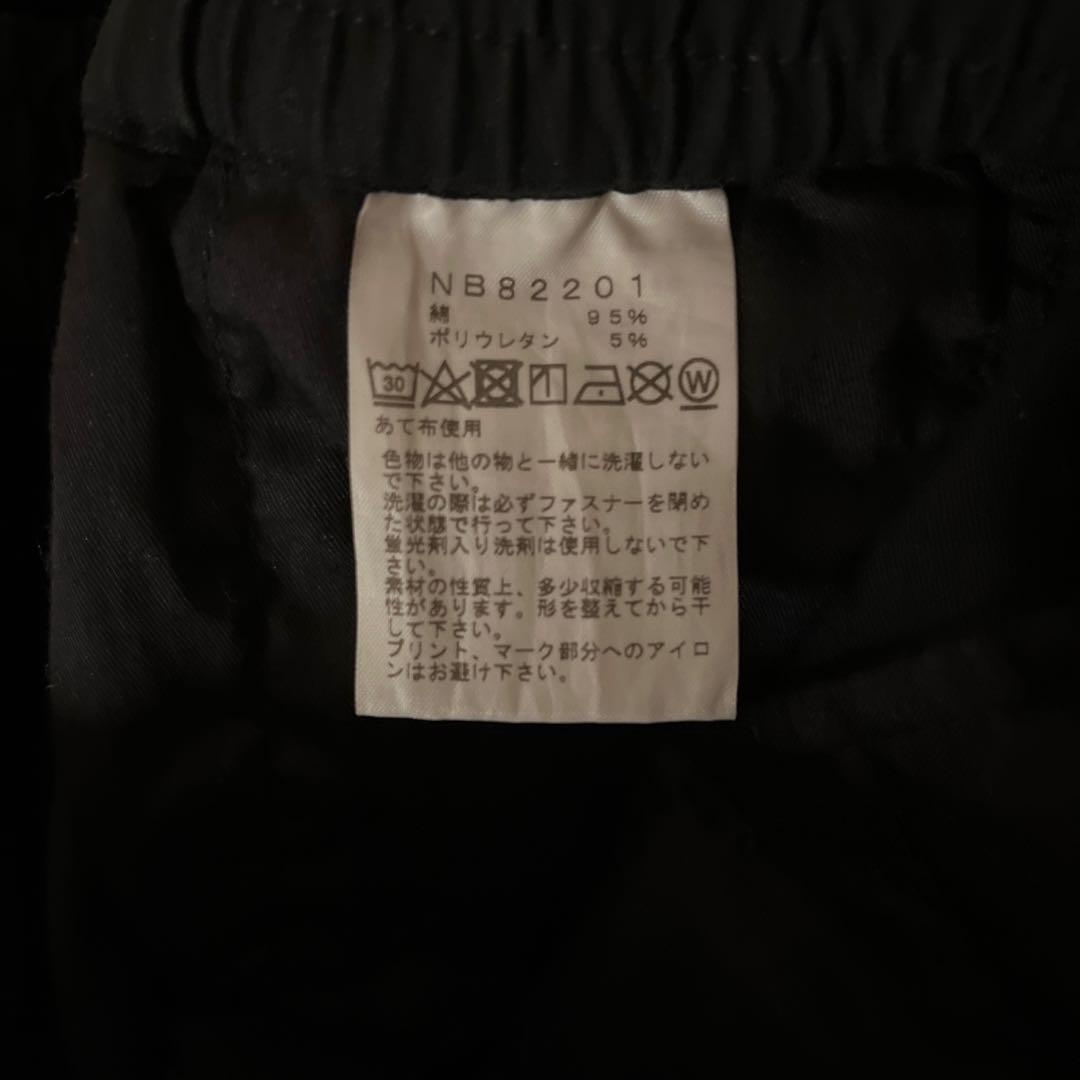 NB82201
綿 95%
ポリウレタン 5%
30 W
あて布使用
色物は他の物と一緒に洗濯しない
で下さい。
洗濯の際は必ずファスナーを閉め
た状態で行って下さい。
蛍光剤入り洗剤は使用しないで下
さい。
素材の性質上、多少収縮する可能
性があります。形を整えてから干
して下さい。
プリント、マーク部分へのアイロ
ンはお避け下さい。